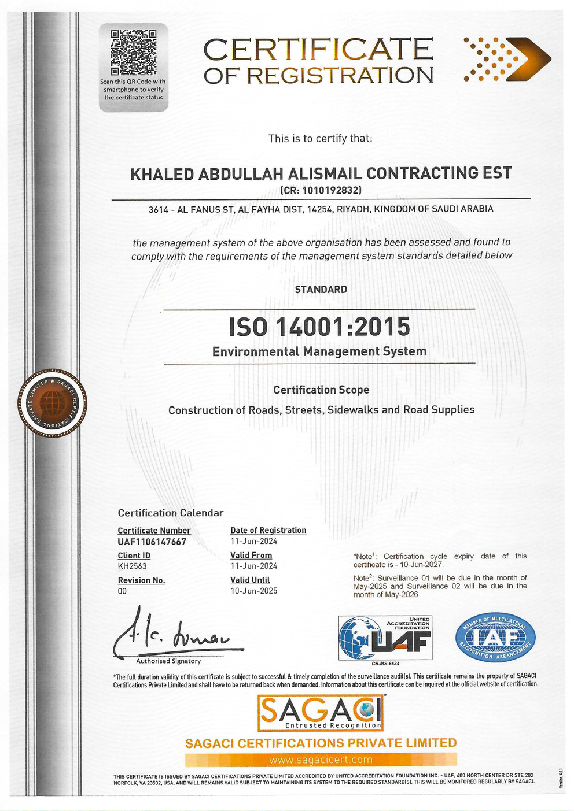 Scan this QR Code with
smartphone to verify
the certificate status
CERTIFICATE
OF REGISTRATION
This is to certify that:
KHALED ABDULLAH ALISMAIL CONTRACTING EST
(CR: 1010192832)
3614 - AL FANUS ST, AL FAYHA DIST, 14254, RIYADH, KINGDOM OF SAUDI ARABIA
the management system of the above organisation has been assessed and found to
comply with the requirements of the management system standards detailed below
STANDARD
ISO 14001:2015
Environmental Management System
Certification Scope
Construction of Roads, Streets, Sidewalks and Road Supplies
Certification Calendar
Certificate Number
UAF1106147667
Client ID
KH2563
Revision No.
00
Date of Registration
11-Jun-2024
Valid From
11-Jun-2024
Valid Until
10-Jun-2025
*Note¹: Certification cycle expiry date of this
certificate is - 10-Jun-2027
Note²: Surveillance 01 will be due in the month of
May-2025 and Surveillance 02 will be due in the
month of May-2026
Authorised Signatory
UNITED
ACCREDITATION
FOUNDATION
UAF
MEMBER OF MULTILATERAL
IAF
*The full duration validity of this certificate is subject to successful & timely completion of the surveillance audit(s). This certificate remains the property of SAGACI
Certifications Private Limited and shall have to be returned back when demanded. Information about this certificate can be required at the official website of certification
SAGACI
Entrusted Recognition
SAGACI CERTIFICATIONS PRIVATE LIMITED
www.sagacicert.com
THIS CERTIFICATE IS ISSUED BY SAGACI CERTIFICATIONS PRIVATE LIMITED ACCREDITED BY UNITED ACCREDITATION FOUNDATION INC. - UAF, 400 NORTH CENTER DR STE 202
NORFOLK, VA 23502, USA, AND WILL REMAINS VALID SUBJECT TO MAINTAINING ITS SYSTEM TO THE REQUIRED STANDARD(S). THIS WILL BE MONITORED REGULARLY BY SAGACI.